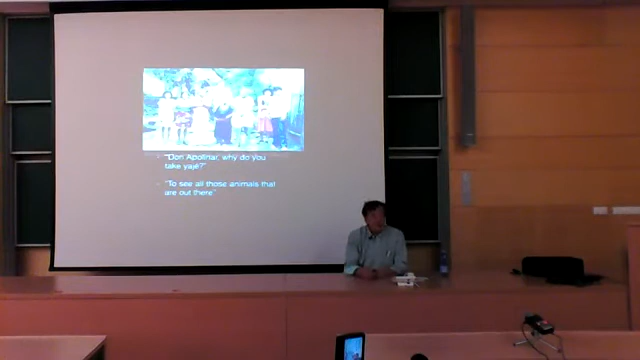 - "Don Apolinar, why do you
take yajé?"
- "To see all those animals that
are out there"